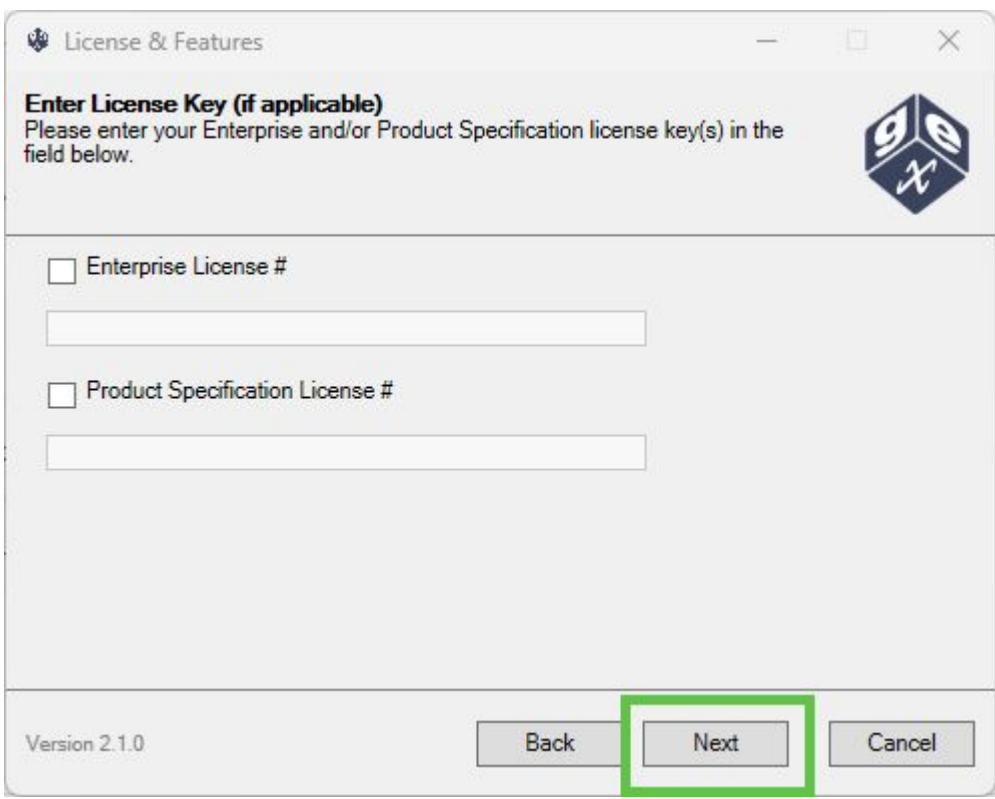 License & Features
Enter License Key (if applicable)
Please enter your Enterprise and/or Product Specification license key(s) in the
field below.
gex
Enterprise License #
Product Specification License #
Version 2.1.0
Back
Next
Cancel